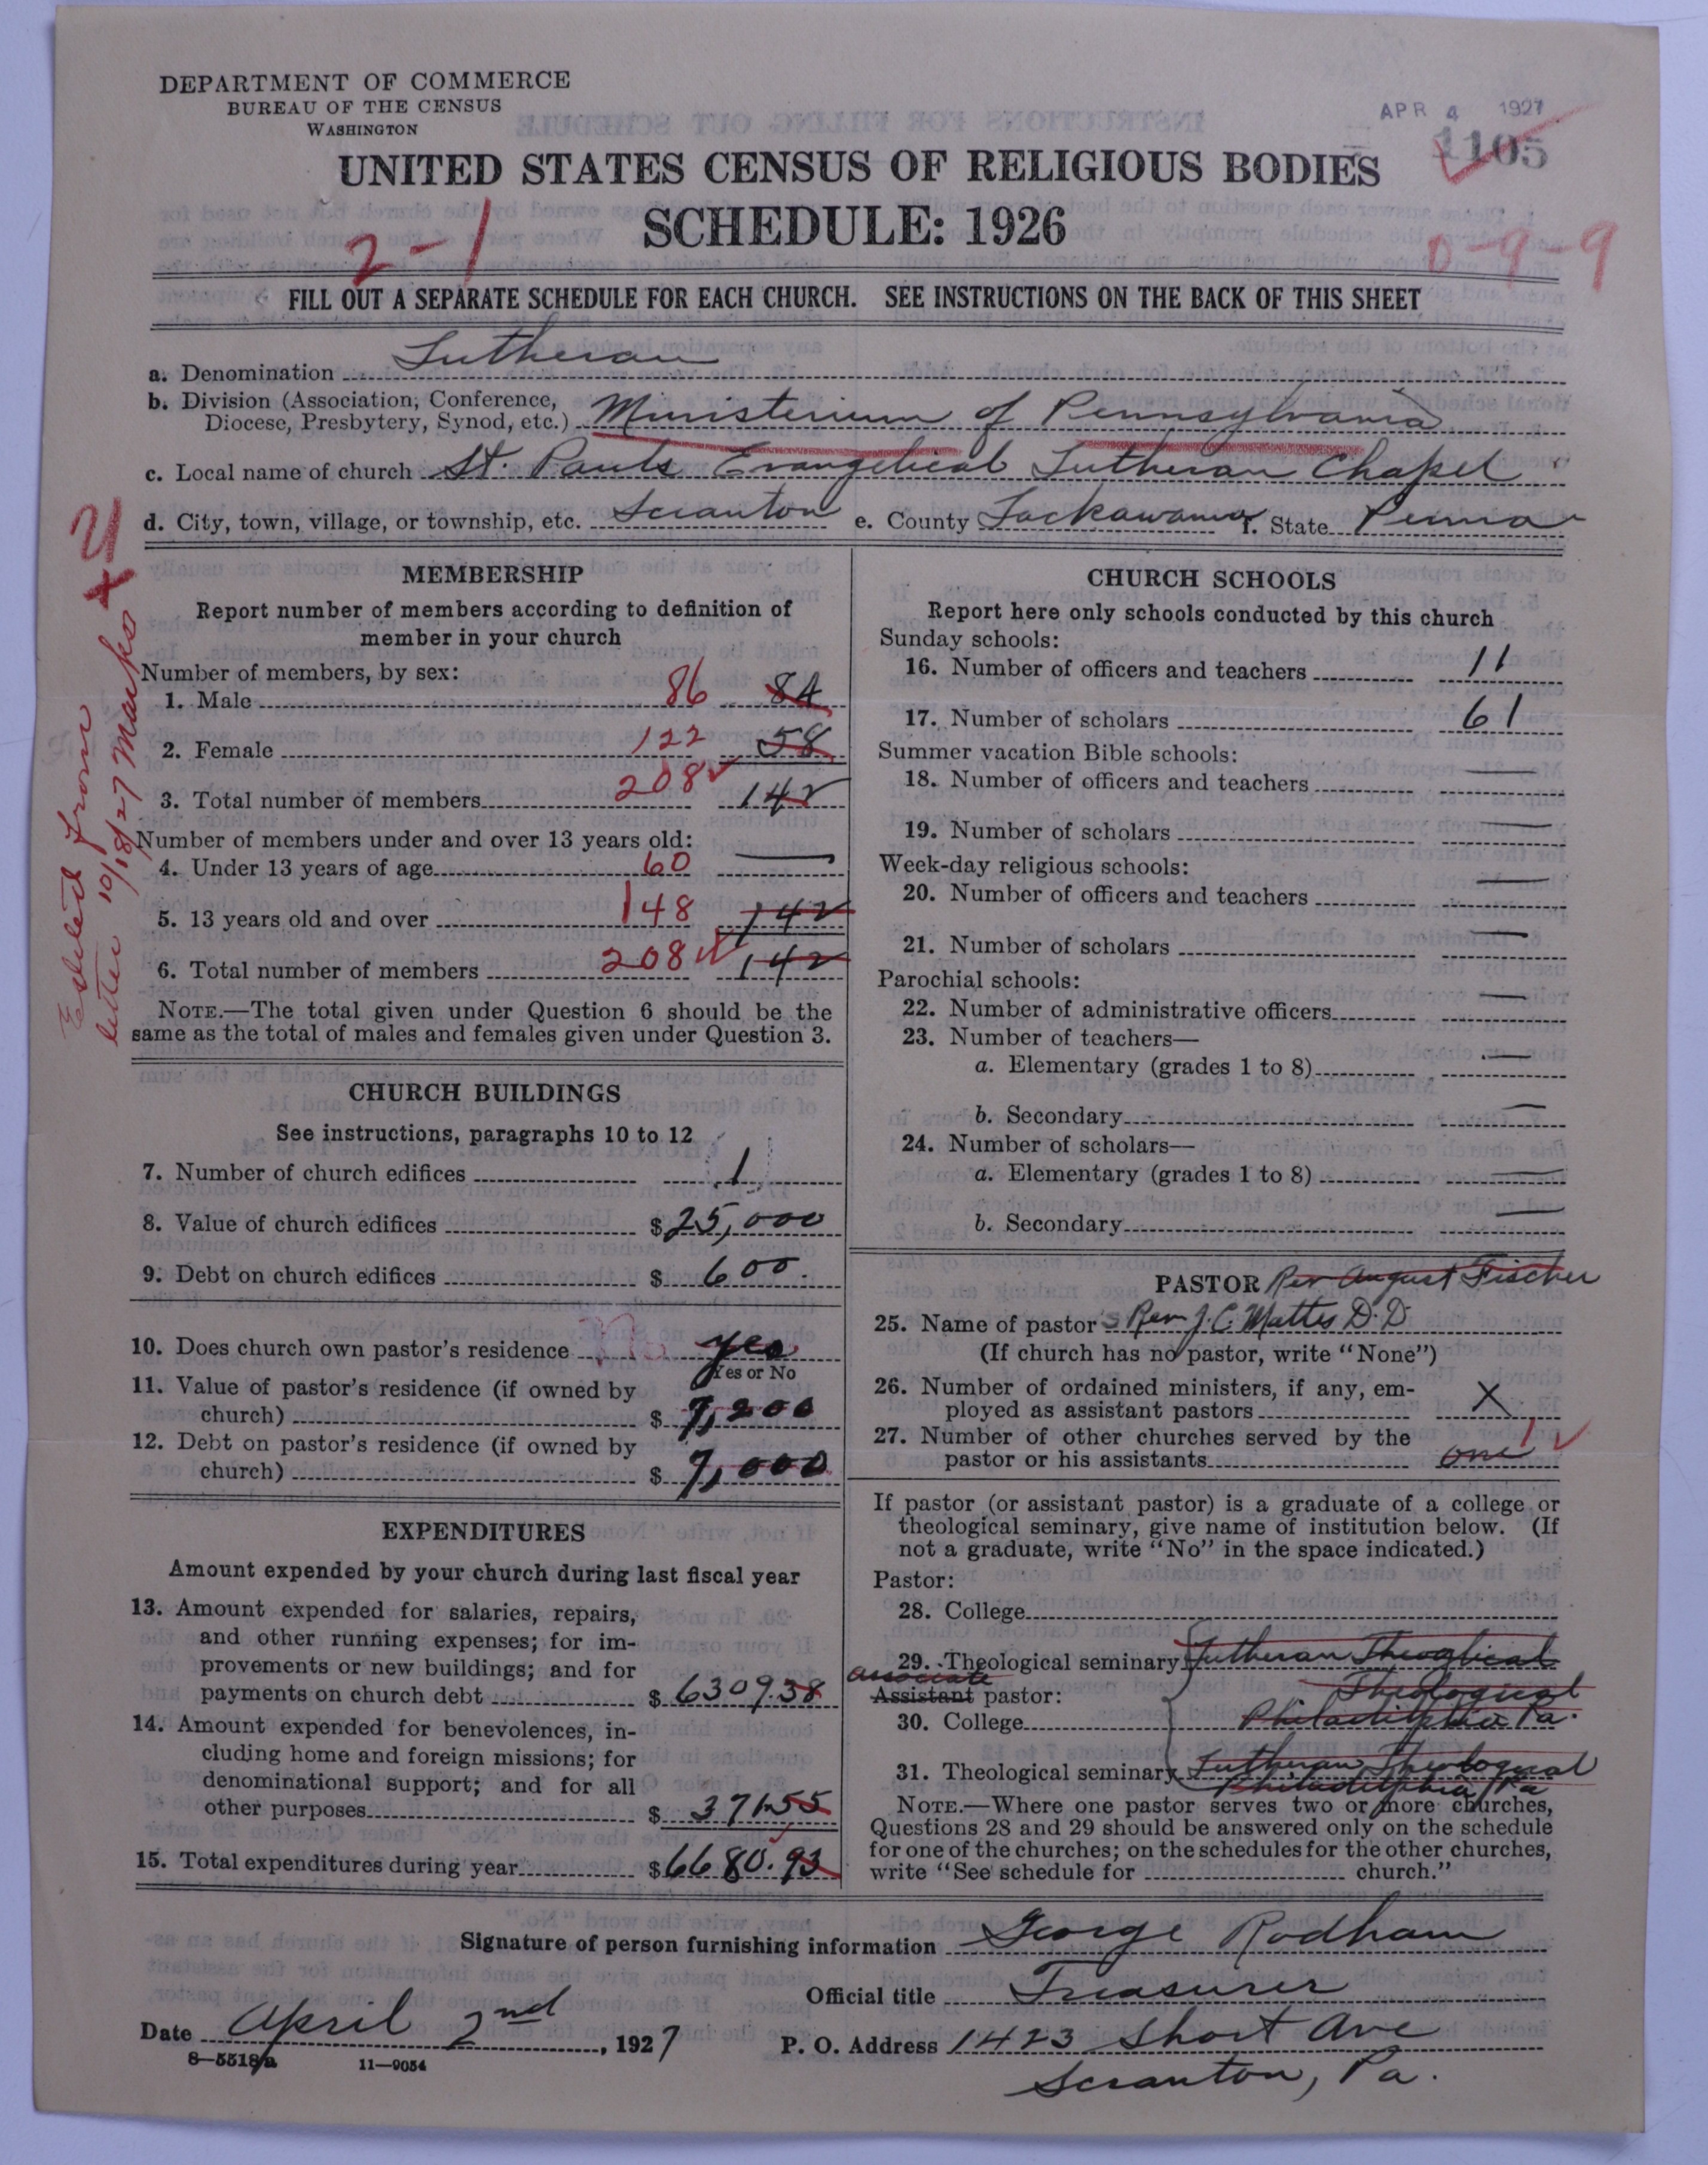 DEPARTMENT OF COMMERCE
BUREAU OF THE CENSUS
WASHINGTON
APR 4 1927
1105
UNITED STATES CENSUS OF RELIGIOUS BODIES
SCHEDULE: 1926
2-1
0-9-9
FILL OUT A SEPARATE SCHEDULE FOR EACH CHURCH. SEE INSTRUCTIONS ON THE BACK OF THIS SHEET
a. Denomination Lutheran
b. Division (Association, Conference,
Diocese, Presbytery, Synod, etc.) Ministerium of Pennsylvania
c. Local name of church St. Pauls Evangelical Lutheran Chapel
d. City, town, village, or township, etc. Scranton e. County Lackawanna f. State Penna
MEMBERSHIP
Report number of members according to definition of
member in your church
Number of members, by sex:
1. Male 86 84
2. Female 122 58
3. Total number of members 208 142
Number of members under and over 13 years old:
4. Under 13 years of age 60 —
5. 13 years old and over 148 142
6. Total number of members 208 142
NOTE.—The total given under Question 6 should be the
same as the total of males and females given under Question 3.
from
letter 10/18/27 Marks X 2
CHURCH BUILDINGS
See instructions, paragraphs 10 to 12
7. Number of church edifices 1
8. Value of church edifices $25,000
9. Debt on church edifices $600.
10. Does church own pastor's residence No yes
Yes or No
11. Value of pastor's residence (if owned by
church) $7,200
12. Debt on pastor's residence (if owned by
church) $7,000
EXPENDITURES
Amount expended by your church during last fiscal year
13. Amount expended for salaries, repairs,
and other running expenses; for im-
provements or new buildings; and for
payments on church debt $6309.38
14. Amount expended for benevolences, in-
cluding home and foreign missions; for
denominational support; and for all
other purposes $371.55
15. Total expenditures during year $6680.93
CHURCH SCHOOLS
Report here only schools conducted by this church
Sunday schools:
16. Number of officers and teachers 11
17. Number of scholars 61
Summer vacation Bible schools:
18. Number of officers and teachers —
19. Number of scholars —
Week-day religious schools:
20. Number of officers and teachers —
21. Number of scholars —
Parochial schools:
22. Number of administrative officers —
23. Number of teachers—
a. Elementary (grades 1 to 8) —
b. Secondary —
24. Number of scholars—
a. Elementary (grades 1 to 8) —
b. Secondary —
PASTOR Rev August Fischer
25. Name of pastor s Rev J. C. Mattes D.D.
(If church has no pastor, write "None")
26. Number of ordained ministers, if any, em-
ployed as assistant pastors X
27. Number of other churches served by the
pastor or his assistants one 1
If pastor (or assistant pastor) is a graduate of a college or
theological seminary, give name of institution below. (If
not a graduate, write "No" in the space indicated.)
Pastor:
28. College
29. Theological seminary Lutheran Theoglical
associate Theological
Assistant pastor:
30. College Philadelphia Pa.
31. Theological seminary Lutheran Theological
Philadelphia Pa
NOTE.—Where one pastor serves two or more churches,
Questions 28 and 29 should be answered only on the schedule
for one of the churches; on the schedules for the other churches,
write "See schedule for church."
Signature of person furnishing information George Rodham
Official title Treasurer
Date April 2nd, 1927 P. O. Address 1423 Short Ave
Scranton, Pa.
8—5518a 11—9054